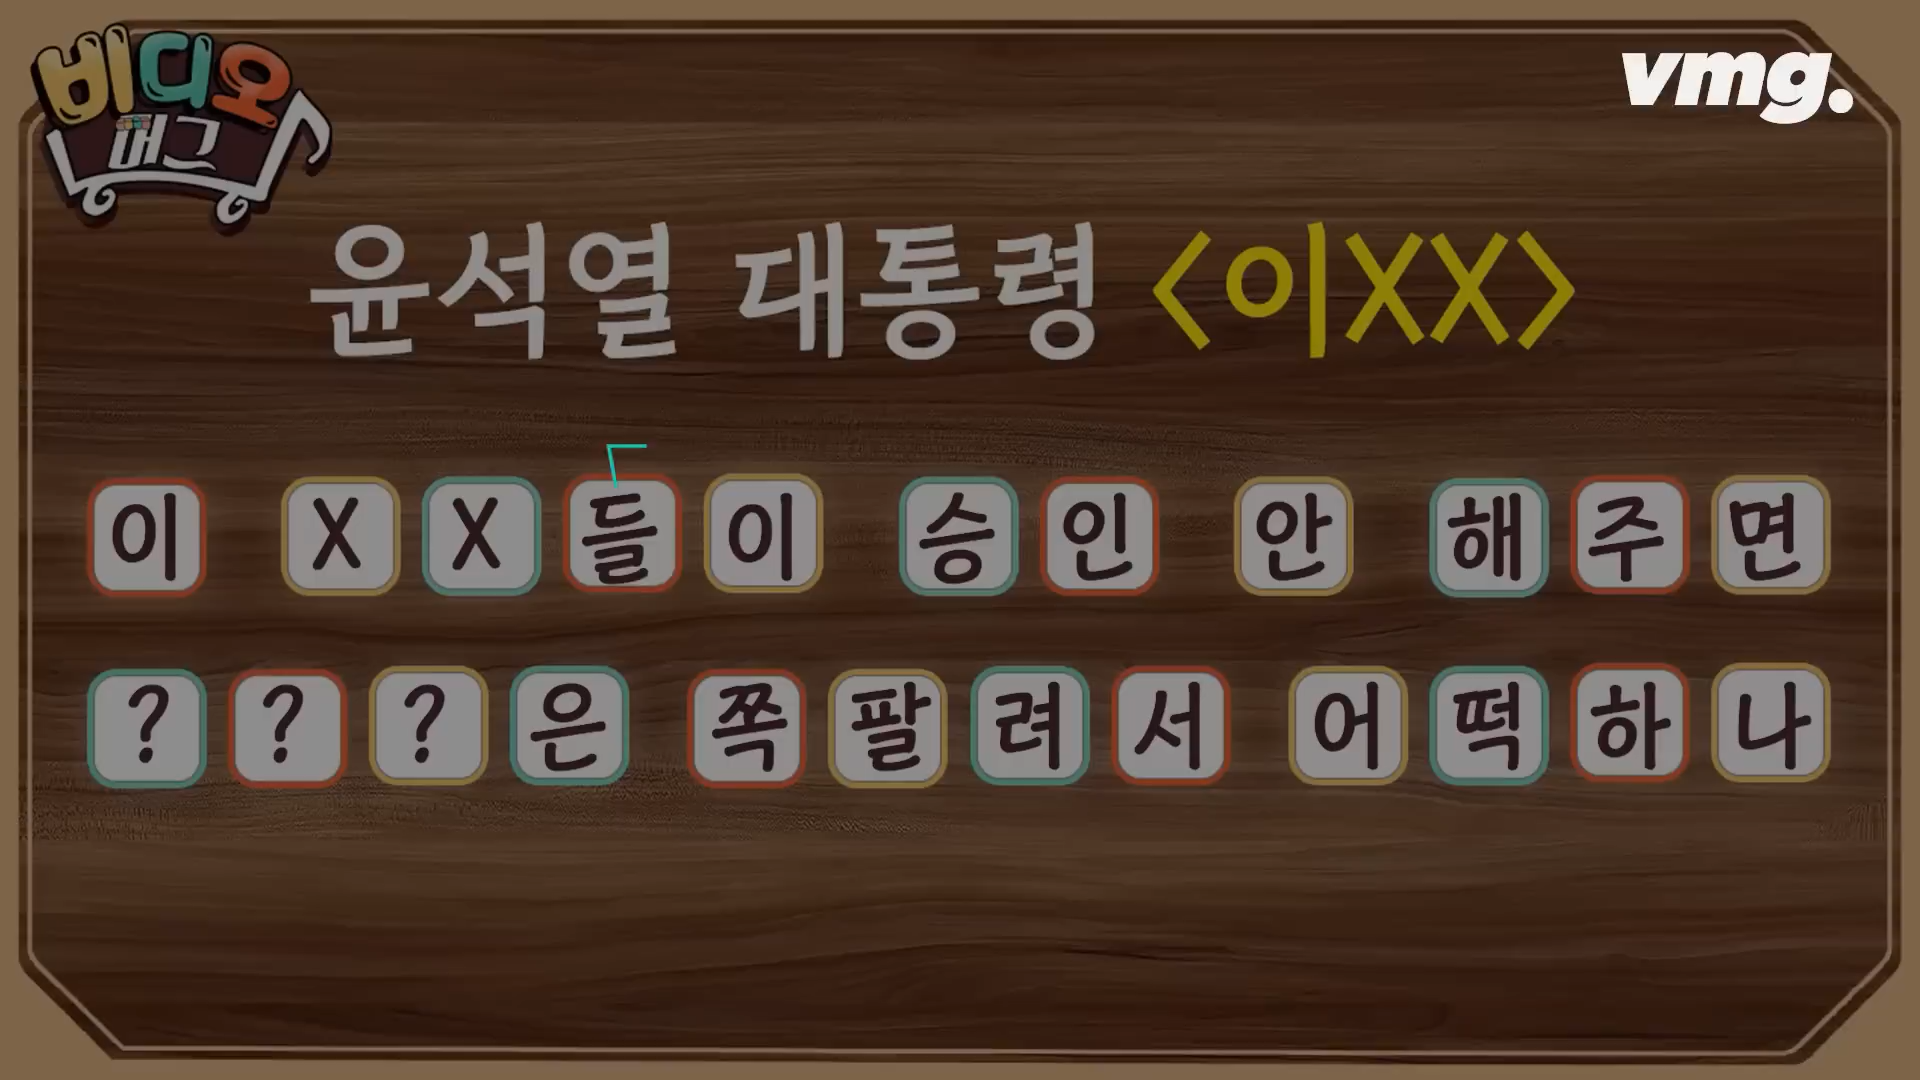 비디오
버그
vmg.
윤석열 대통령 <이XX>
이 XX들이 승인 안 해주면
???은 쪽팔려서 어떡하나